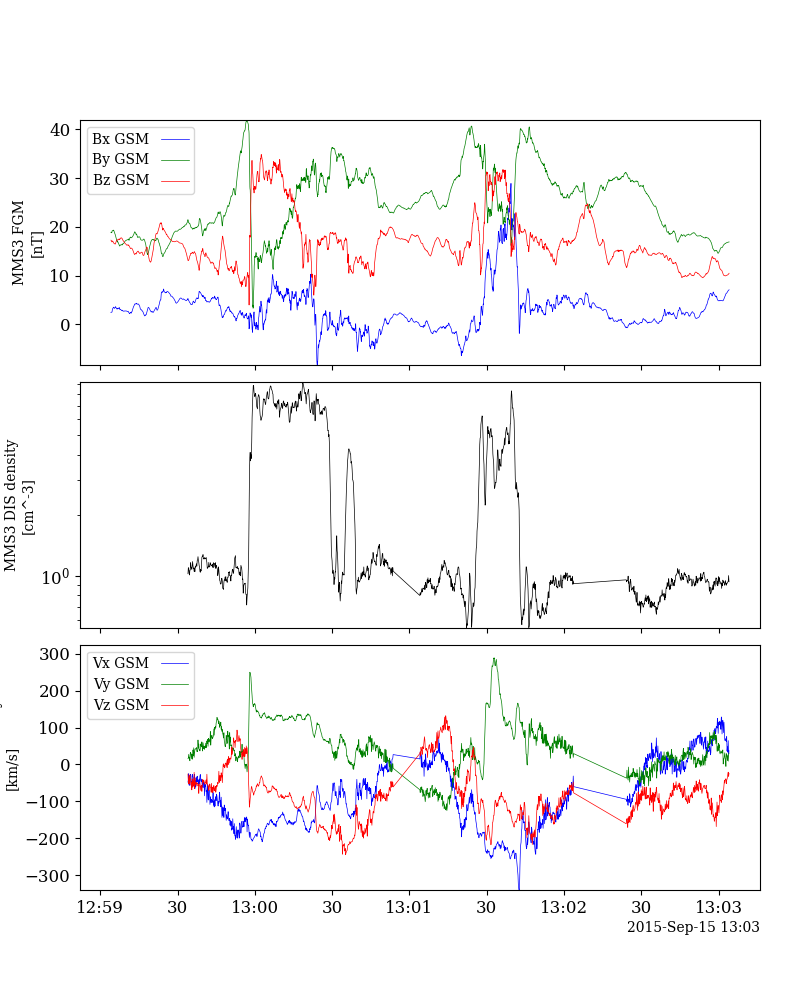 40
30
20
10
0
MMS3 FGM
[nT]
Bx GSM
By GSM
Bz GSM
10^0
MMS3 DIS density
[cm^-3]
300
200
100
0
−100
−200
−300
[km/s]
Vx GSM
Vy GSM
Vz GSM
12:59 30 13:00 30 13:01 30 13:02 30 13:03
2015-Sep-15 13:03